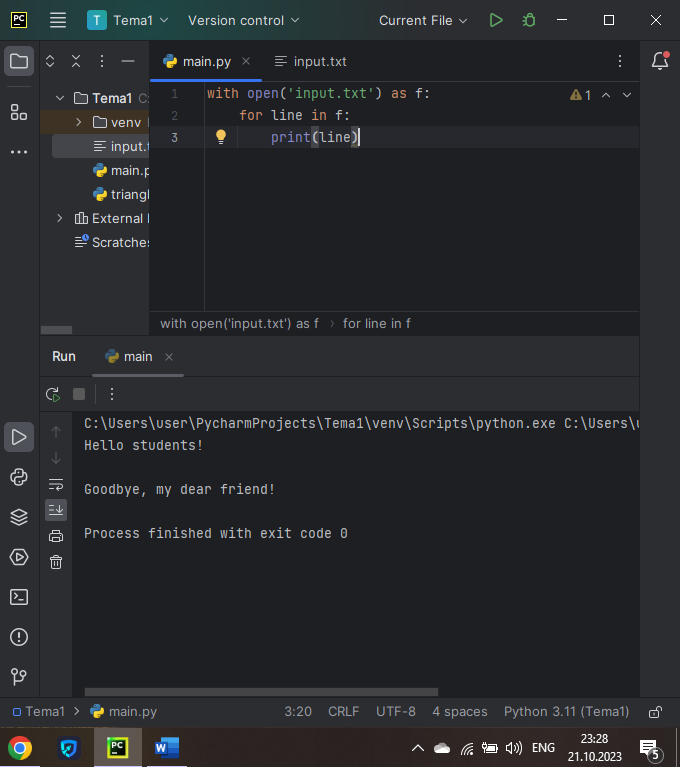 PC T Tema1 Version control Current File
main.py input.txt
Tema1 C:
venv
input.t
main.p
triang
External
Scratches
1 with open('input.txt') as f: 1
2 for line in f:
3 print(line)
with open('input.txt') as f › for line in f
Run main
C:\Users\user\PycharmProjects\Tema1\venv\Scripts\python.exe C:\Users\
Hello students!
Goodbye, my dear friend!
Process finished with exit code 0
Tema1 > main.py 3:20 CRLF UTF-8 4 spaces Python 3.11 (Tema1)
PC W ENG 23:28 5
21.10.2023